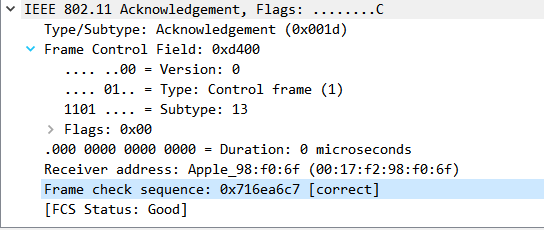 IEEE 802.11 Acknowledgement, Flags: ........C
Type/Subtype: Acknowledgement (0x001d)
Frame Control Field: 0xd400
.... ..00 = Version: 0
.... 01.. = Type: Control frame (1)
1101 .... = Subtype: 13
Flags: 0x00
.000 0000 0000 0000 = Duration: 0 microseconds
Receiver address: Apple_98:f0:6f (00:17:f2:98:f0:6f)
Frame check sequence: 0x716ea6c7 [correct]
[FCS Status: Good]